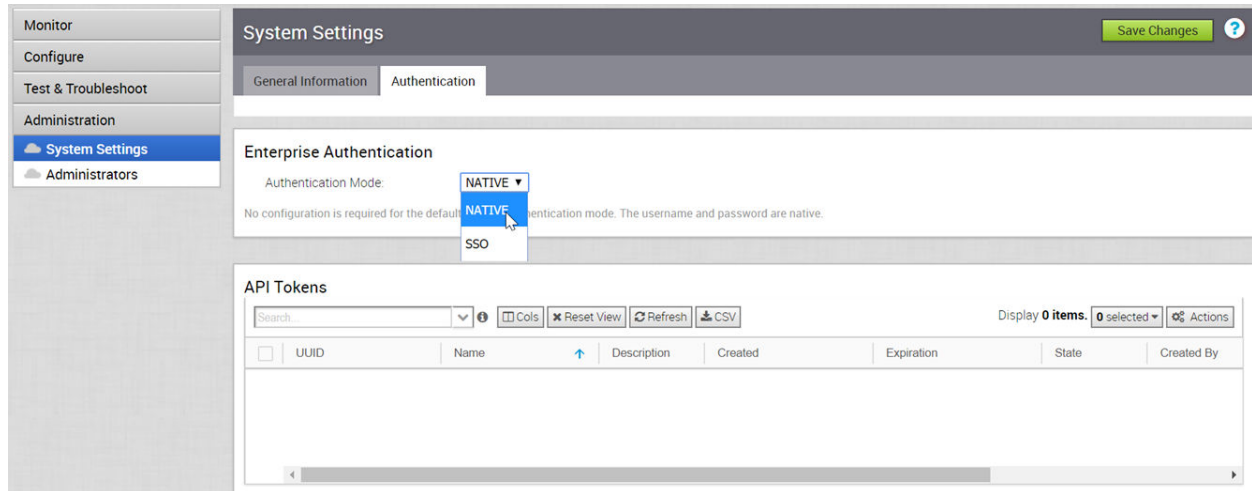 Monitor
Configure
Test & Troubleshoot
Administration
System Settings
Administrators
System Settings
Save Changes
?
General Information
Authentication
Enterprise Authentication
Authentication Mode:
NATIVE
NATIVE
SSO
No configuration is required for the default entication mode. The username and password are native.
API Tokens
Search...
Cols
Reset View
Refresh
CSV
Display 0 items.
0 selected
Actions
UUID
Name
Description
Created
Expiration
State
Created By